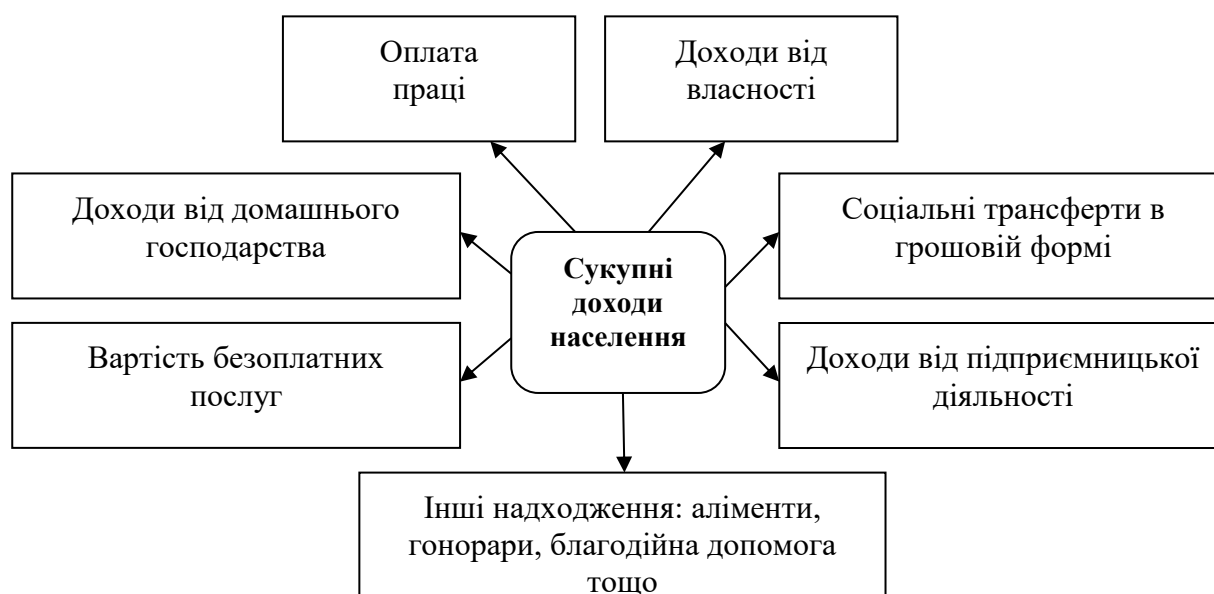 Оплата
праці
Доходи від
власності
Доходи від домашнього
господарства
Сукупні
доходи
населення
Соціальні трансферти в
грошовій формі
Вартість безоплатних
послуг
Доходи від підприємницької
діяльності
Інші надходження: аліменти,
гонорари, благодійна допомога
тощо